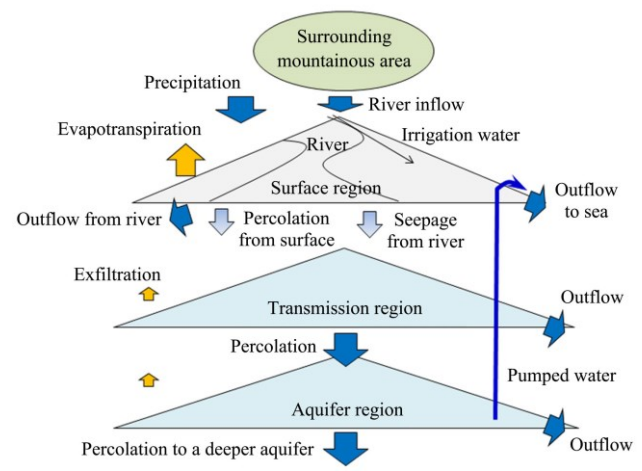 Surrounding
mountainous area
Precipitation
River inflow
Evapotranspiration
Irrigation water
River
Surface region
Outflow from river
Percolation
from surface
Seepage
from river
Outflow
to sea
Exfiltration
Transmission region
Outflow
Percolation
Pumped water
Aquifer region
Percolation to a deeper aquifer
Outflow